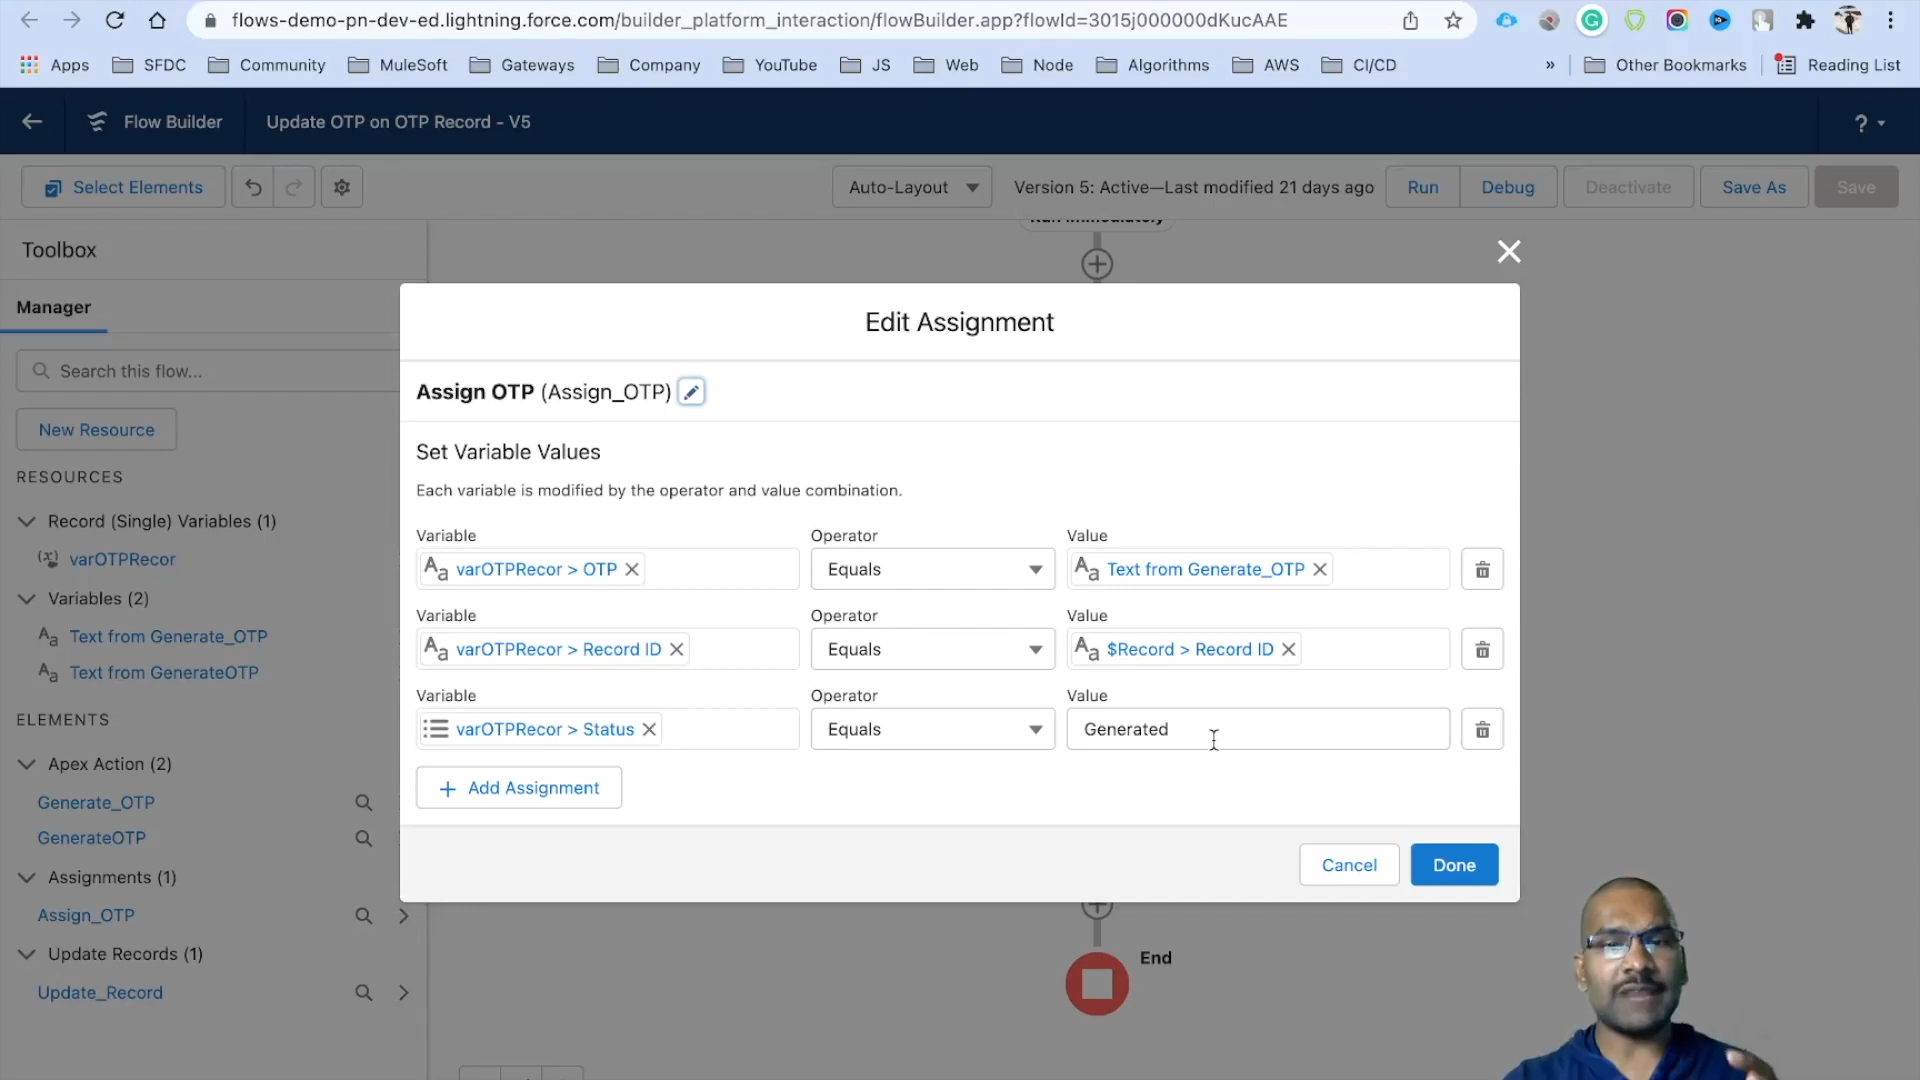 flows-demo-pn-dev-ed.lightning.force.com/builder_platform_interaction/flowBuilder.app?flowId=3015j000000dKucAAE
Apps SFDC Community MuleSoft Gateways Company YouTube JS Web Node Algorithms AWS CI/CD » Other Bookmarks Reading List
Flow Builder Update OTP on OTP Record - V5 ?
Select Elements Auto-Layout Version 5: Active—Last modified 21 days ago Run Debug Deactivate Save As Save
Run Immediately
Toolbox
Manager
Search this flow...
New Resource
RESOURCES
Record (Single) Variables (1)
varOTPRecor
Variables (2)
Text from Generate_OTP
Text from GenerateOTP
ELEMENTS
Apex Action (2)
Generate_OTP
GenerateOTP
Assignments (1)
Assign_OTP
Update Records (1)
Update_Record
Edit Assignment
Assign OTP (Assign_OTP)
Set Variable Values
Each variable is modified by the operator and value combination.
Variable Operator Value
Aa varOTPRecor > OTP Equals Aa Text from Generate_OTP
Variable Operator Value
Aa varOTPRecor > Record ID Equals Aa $Record > Record ID
Variable Operator Value
varOTPRecor > Status Equals Generated
+ Add Assignment
Cancel Done
End